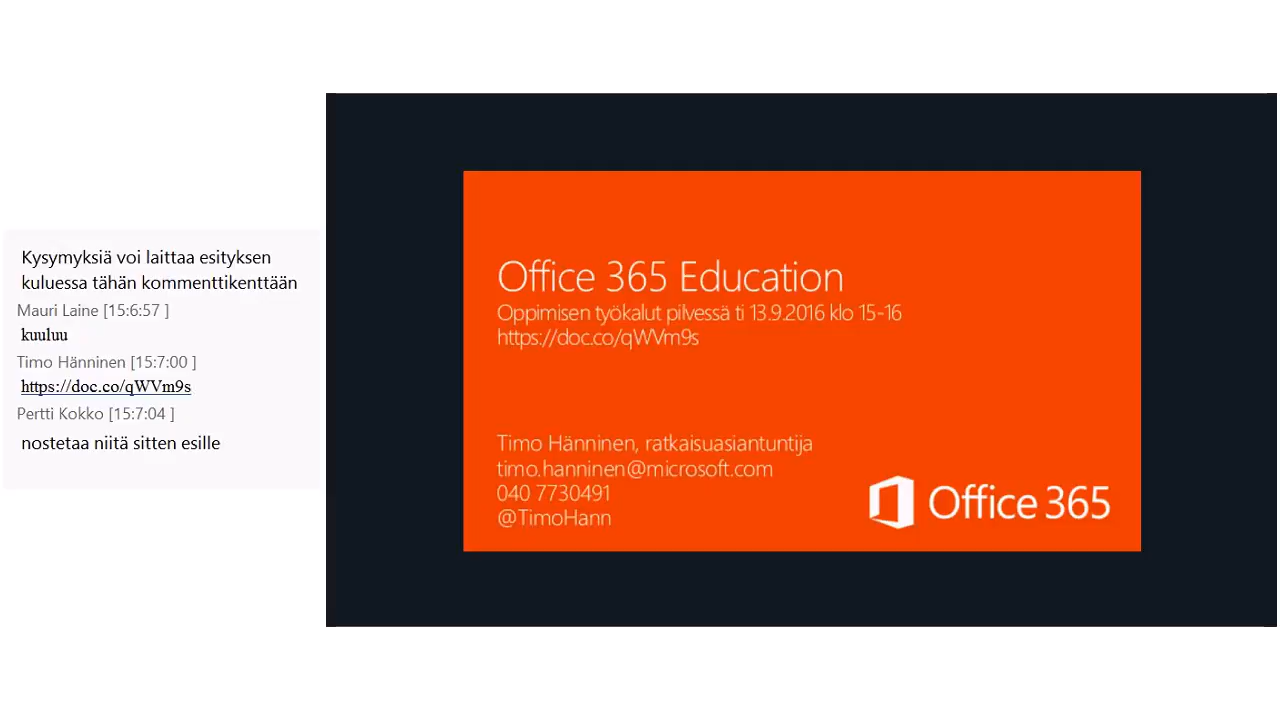 Kysymyksiä voi laittaa esityksen
kuluessa tähän kommenttikenttään
Mauri Laine [15:6:57 ]
kuuluu
Timo Hänninen [15:7:00 ]
https://doc.co/qWVm9s
Pertti Kokko [15:7:04 ]
nostetaa niitä sitten esille
Office 365 Education
Oppimisen työkalut pilvessä ti 13.9.2016 klo 15-16
https://doc.co/qWVm9s
Timo Hänninen, ratkaisuasiantuntija
timo.hanninen@microsoft.com
040 7730491
@TimoHann
Office 365